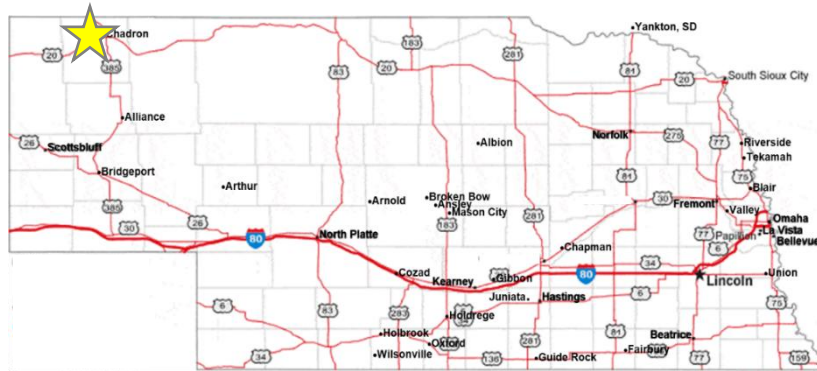 Yankton, SD
Chadron
183
281
20
385
83
20
81
20
South Sioux City
Alliance
Norfolk
275
77
26
Scottsbluff
Albion
Riverside
Tekamah
Bridgeport
75
Arthur
Blair
Arnold
Broken Bow
Ansley
Mason City
30
Fremont
Valley
385
30
26
183
281
Omaha
La Vista
Papillion
Bellevue
80
North Platte
77
6
Chapman
34
Cozad
Kearney
Gibbon
80
Lincoln
Union
Juniata
Hastings
6
75
6
83
283
34
Holdrege
81
Holbrook
Oxford
Beatrice
34
Wilsonville
136
281
Guide Rock
Fairbury
77
159